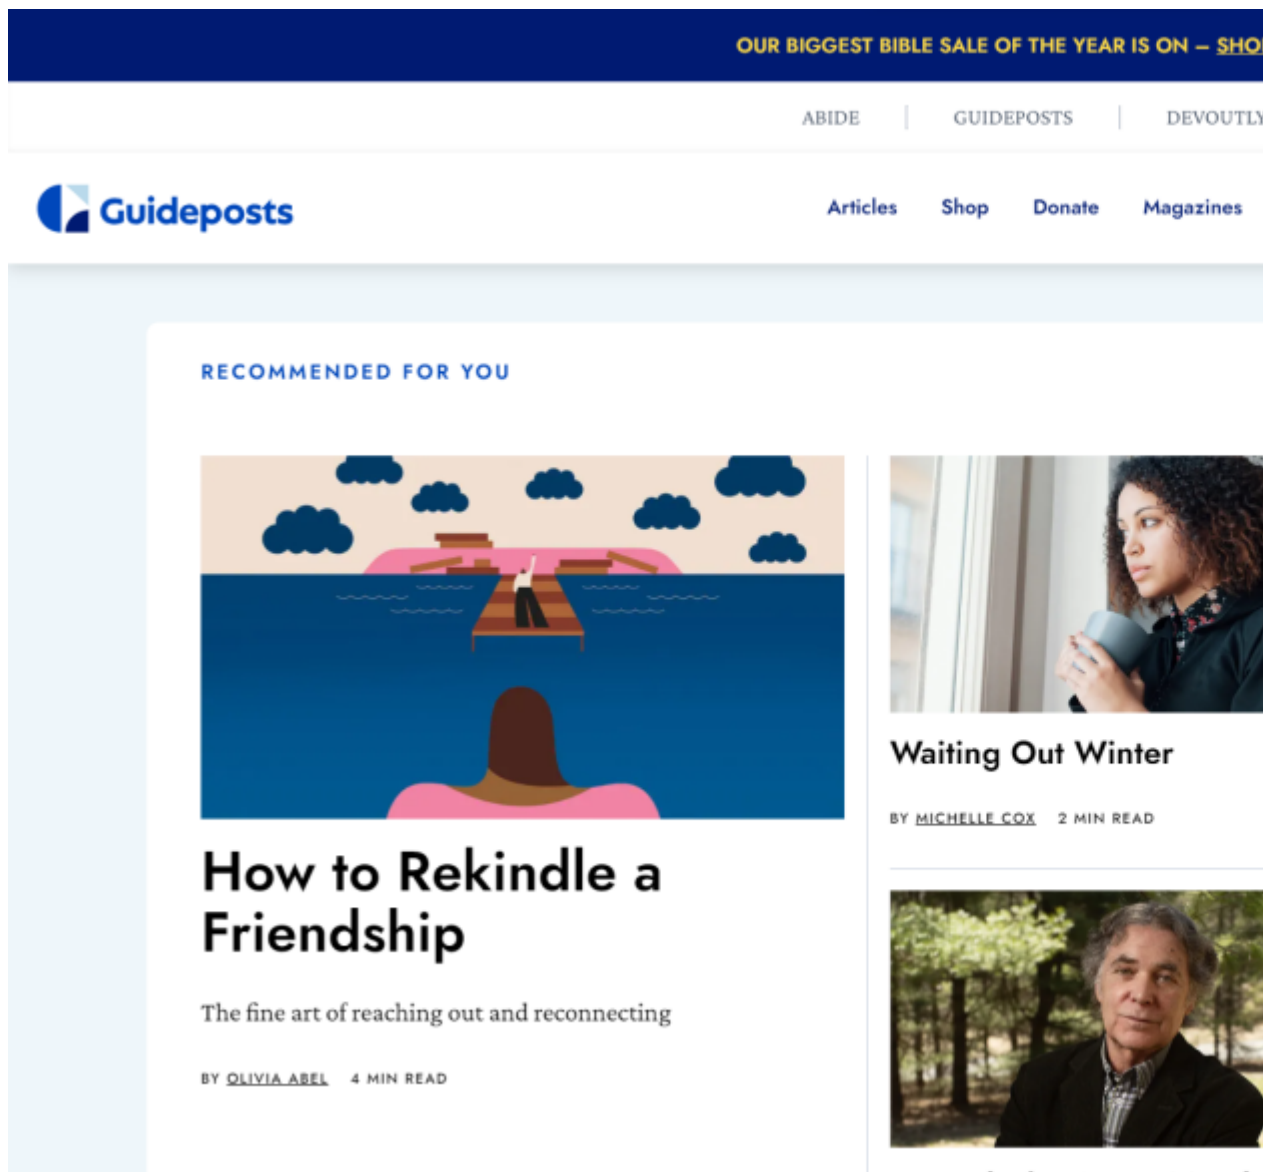 OUR BIGGEST BIBLE SALE OF THE YEAR IS ON –
ABIDE GUIDEPOSTS DEVOUTLY
Guideposts
Articles Shop Donate Magazines
RECOMMENDED FOR YOU
How to Rekindle a
Friendship
The fine art of reaching out and reconnecting
BY OLIVIA ABEL 4 MIN READ
Waiting Out Winter
BY MICHELLE COX 2 MIN READ